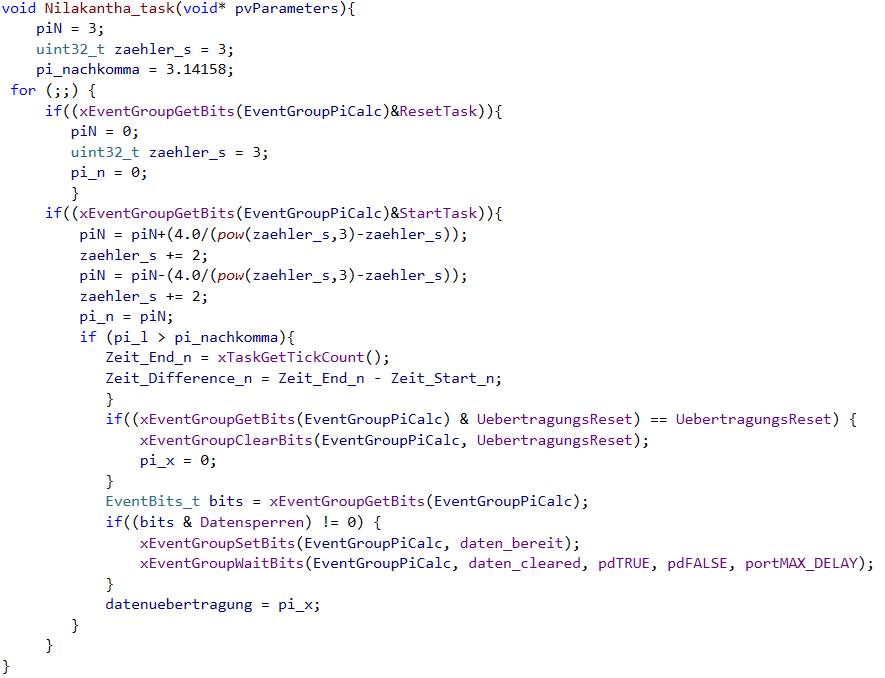 void Nilakantha_task(void* pvParameters){
piN = 3;
uint32_t zaehler_s = 3;
pi_nachkomma = 3.14158;
for (;;) {
if((xEventGroupGetBits(EventGroupPiCalc)&ResetTask)){
piN = 0;
uint32_t zaehler_s = 3;
pi_n = 0;
}
if((xEventGroupGetBits(EventGroupPiCalc)&StartTask)){
piN = piN+(4.0/(pow(zaehler_s,3)-zaehler_s));
zaehler_s += 2;
piN = piN-(4.0/(pow(zaehler_s,3)-zaehler_s));
zaehler_s += 2;
pi_n = piN;
if (pi_l > pi_nachkomma){
Zeit_End_n = xTaskGetTickCount();
Zeit_Difference_n = Zeit_End_n - Zeit_Start_n;
}
if((xEventGroupGetBits(EventGroupPiCalc) & UebertragungsReset) == UebertragungsReset) {
xEventGroupClearBits(EventGroupPiCalc, UebertragungsReset);
pi_x = 0;
}
EventBits_t bits = xEventGroupGetBits(EventGroupPiCalc);
if((bits & Datensperren) != 0) {
xEventGroupSetBits(EventGroupPiCalc, daten_bereit);
xEventGroupWaitBits(EventGroupPiCalc, daten_cleared, pdTRUE, pdFALSE, portMAX_DELAY);
}
datenuebertragung = pi_x;
}
}
}